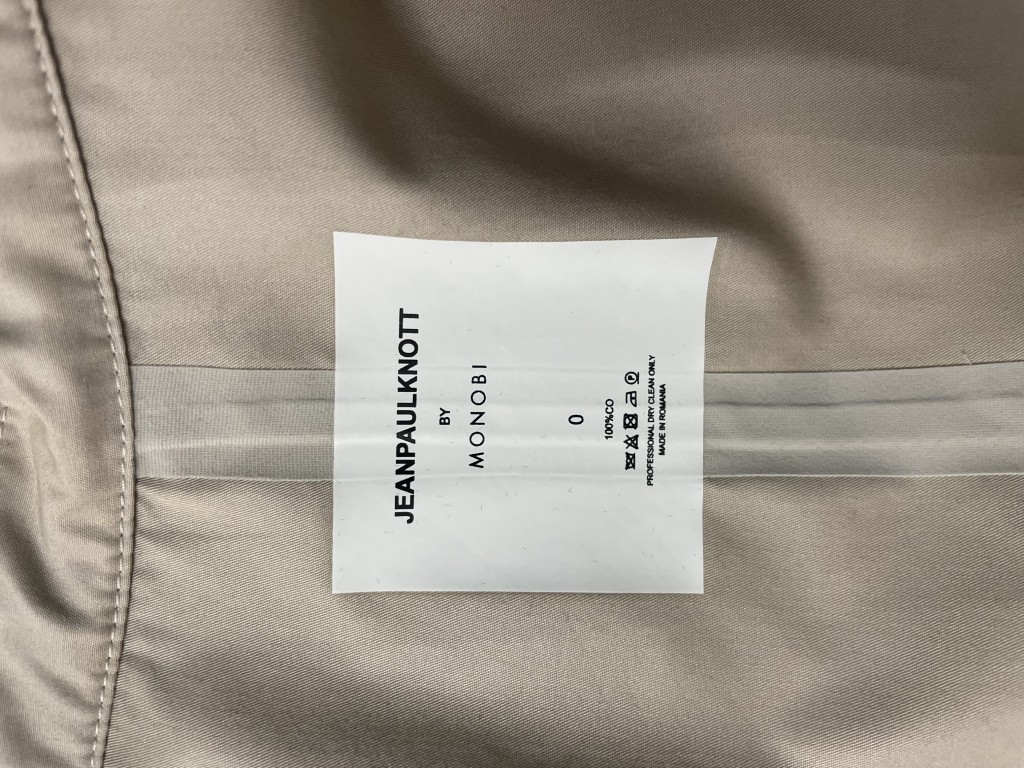 JEANPAULKNOTT
BY
MONOBI
0
100%CO
PROFESSIONAL DRY CLEAN ONLY
MADE IN ROMANIA